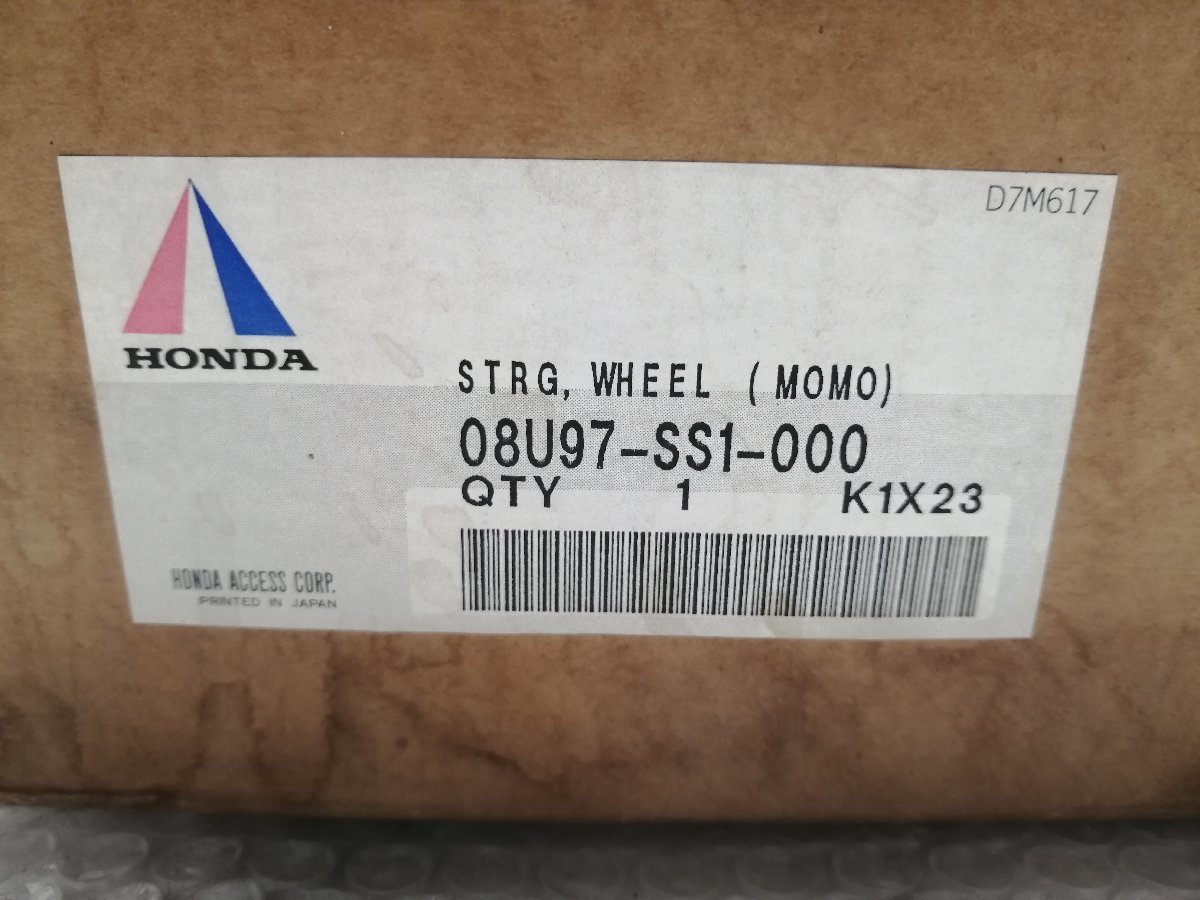 D7M617
HONDA
STRG, WHEEL (MOMO)
08U97-SS1-000
QTY 1 K1X23
HONDA ACCESS CORP.
PRINTED IN JAPAN